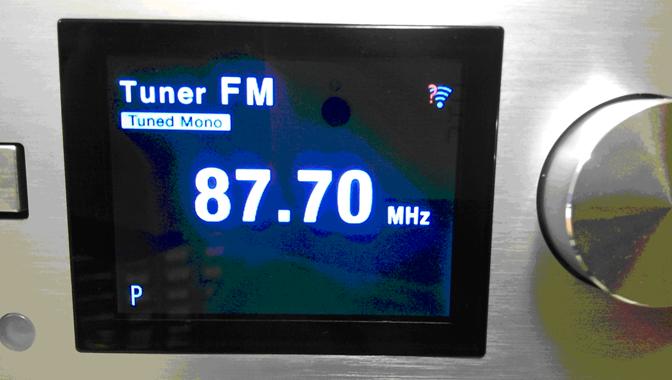 Tuner FM
Tuned Mono
87.70 MHz
P